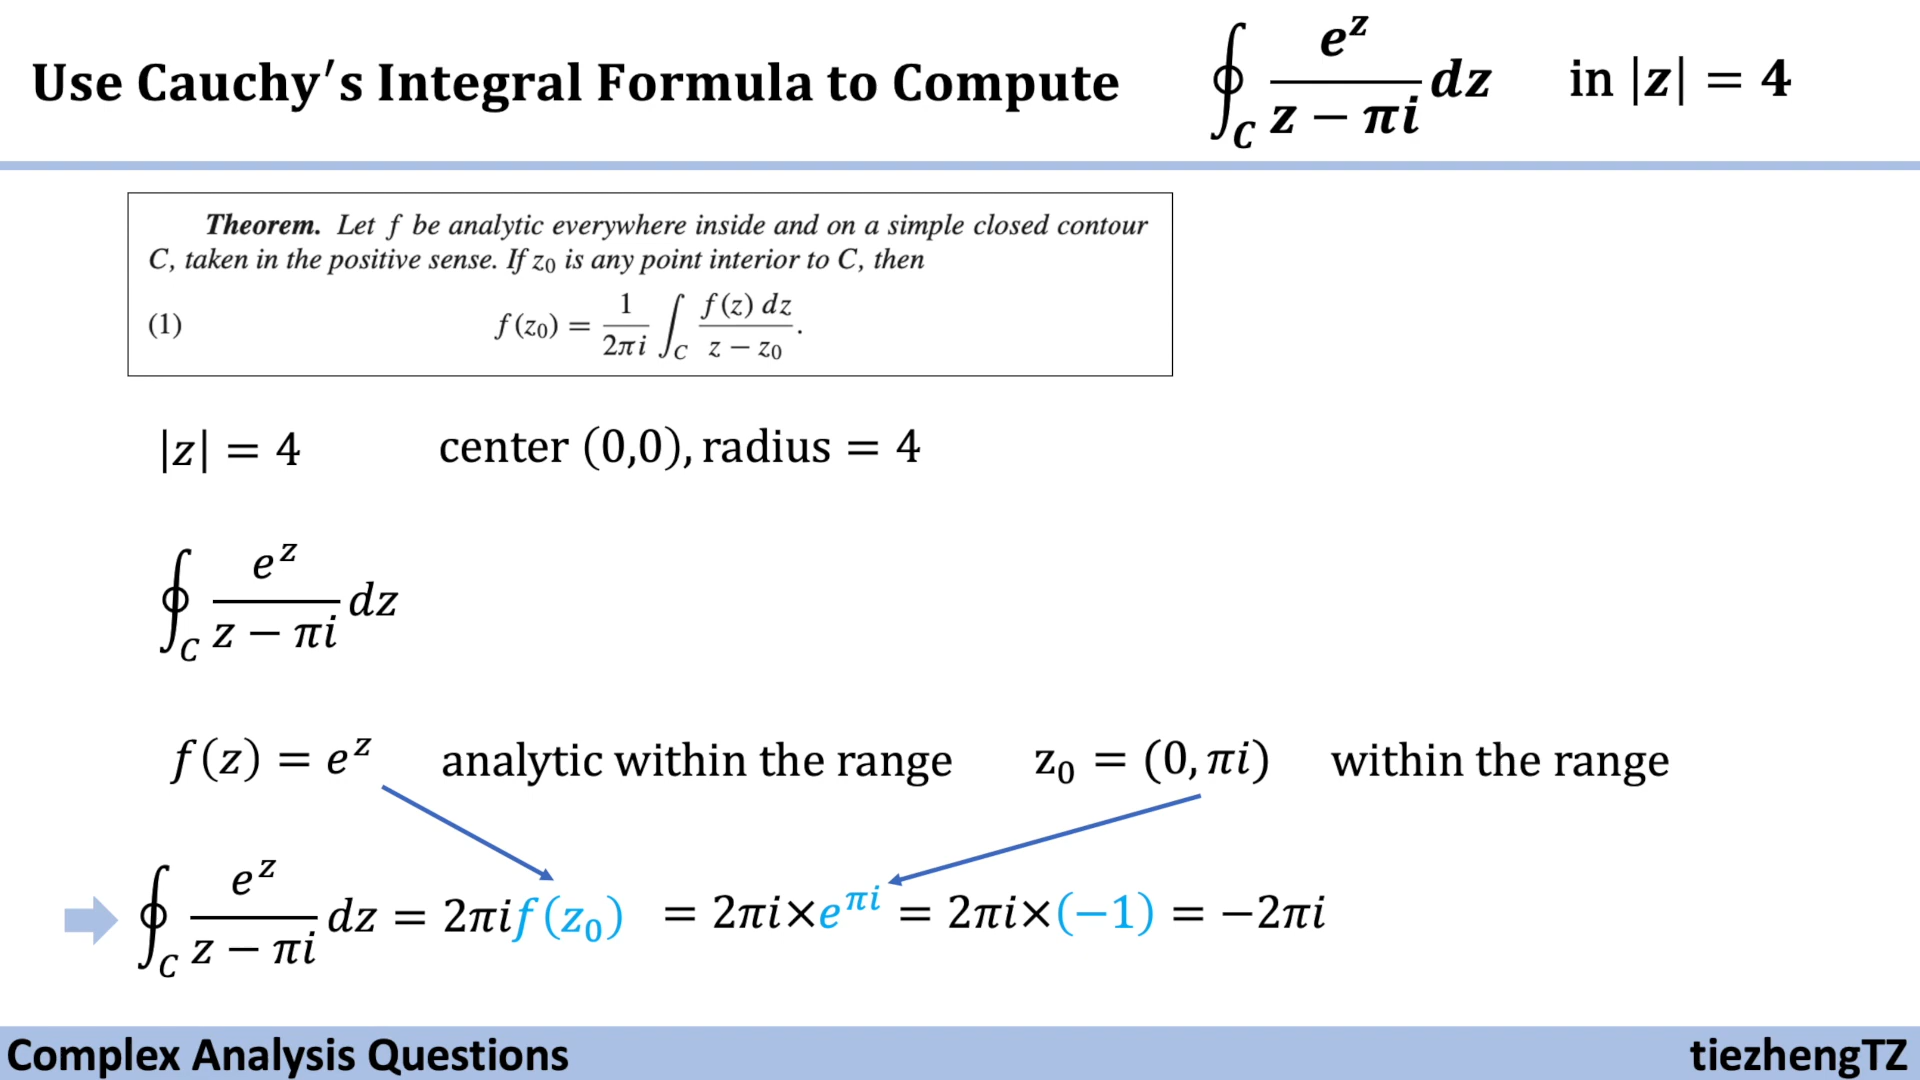 Use Cauchy′s Integral Formula to Compute ∮_C e^z / (z − πi) dz in |z| = 4
Theorem. Let f be analytic everywhere inside and on a simple closed contour
C, taken in the positive sense. If z₀ is any point interior to C, then
(1) f(z₀) = 1/(2πi) ∫_C f(z) dz / (z − z₀).
|z| = 4 center (0,0), radius = 4
∮_C e^z / (z − πi) dz
f(z) = e^z analytic within the range z₀ = (0, πi) within the range
∮_C e^z / (z − πi) dz = 2πif(z₀) = 2πi×e^{πi} = 2πi×(−1) = −2πi
Complex Analysis Questions tiezhengTZ